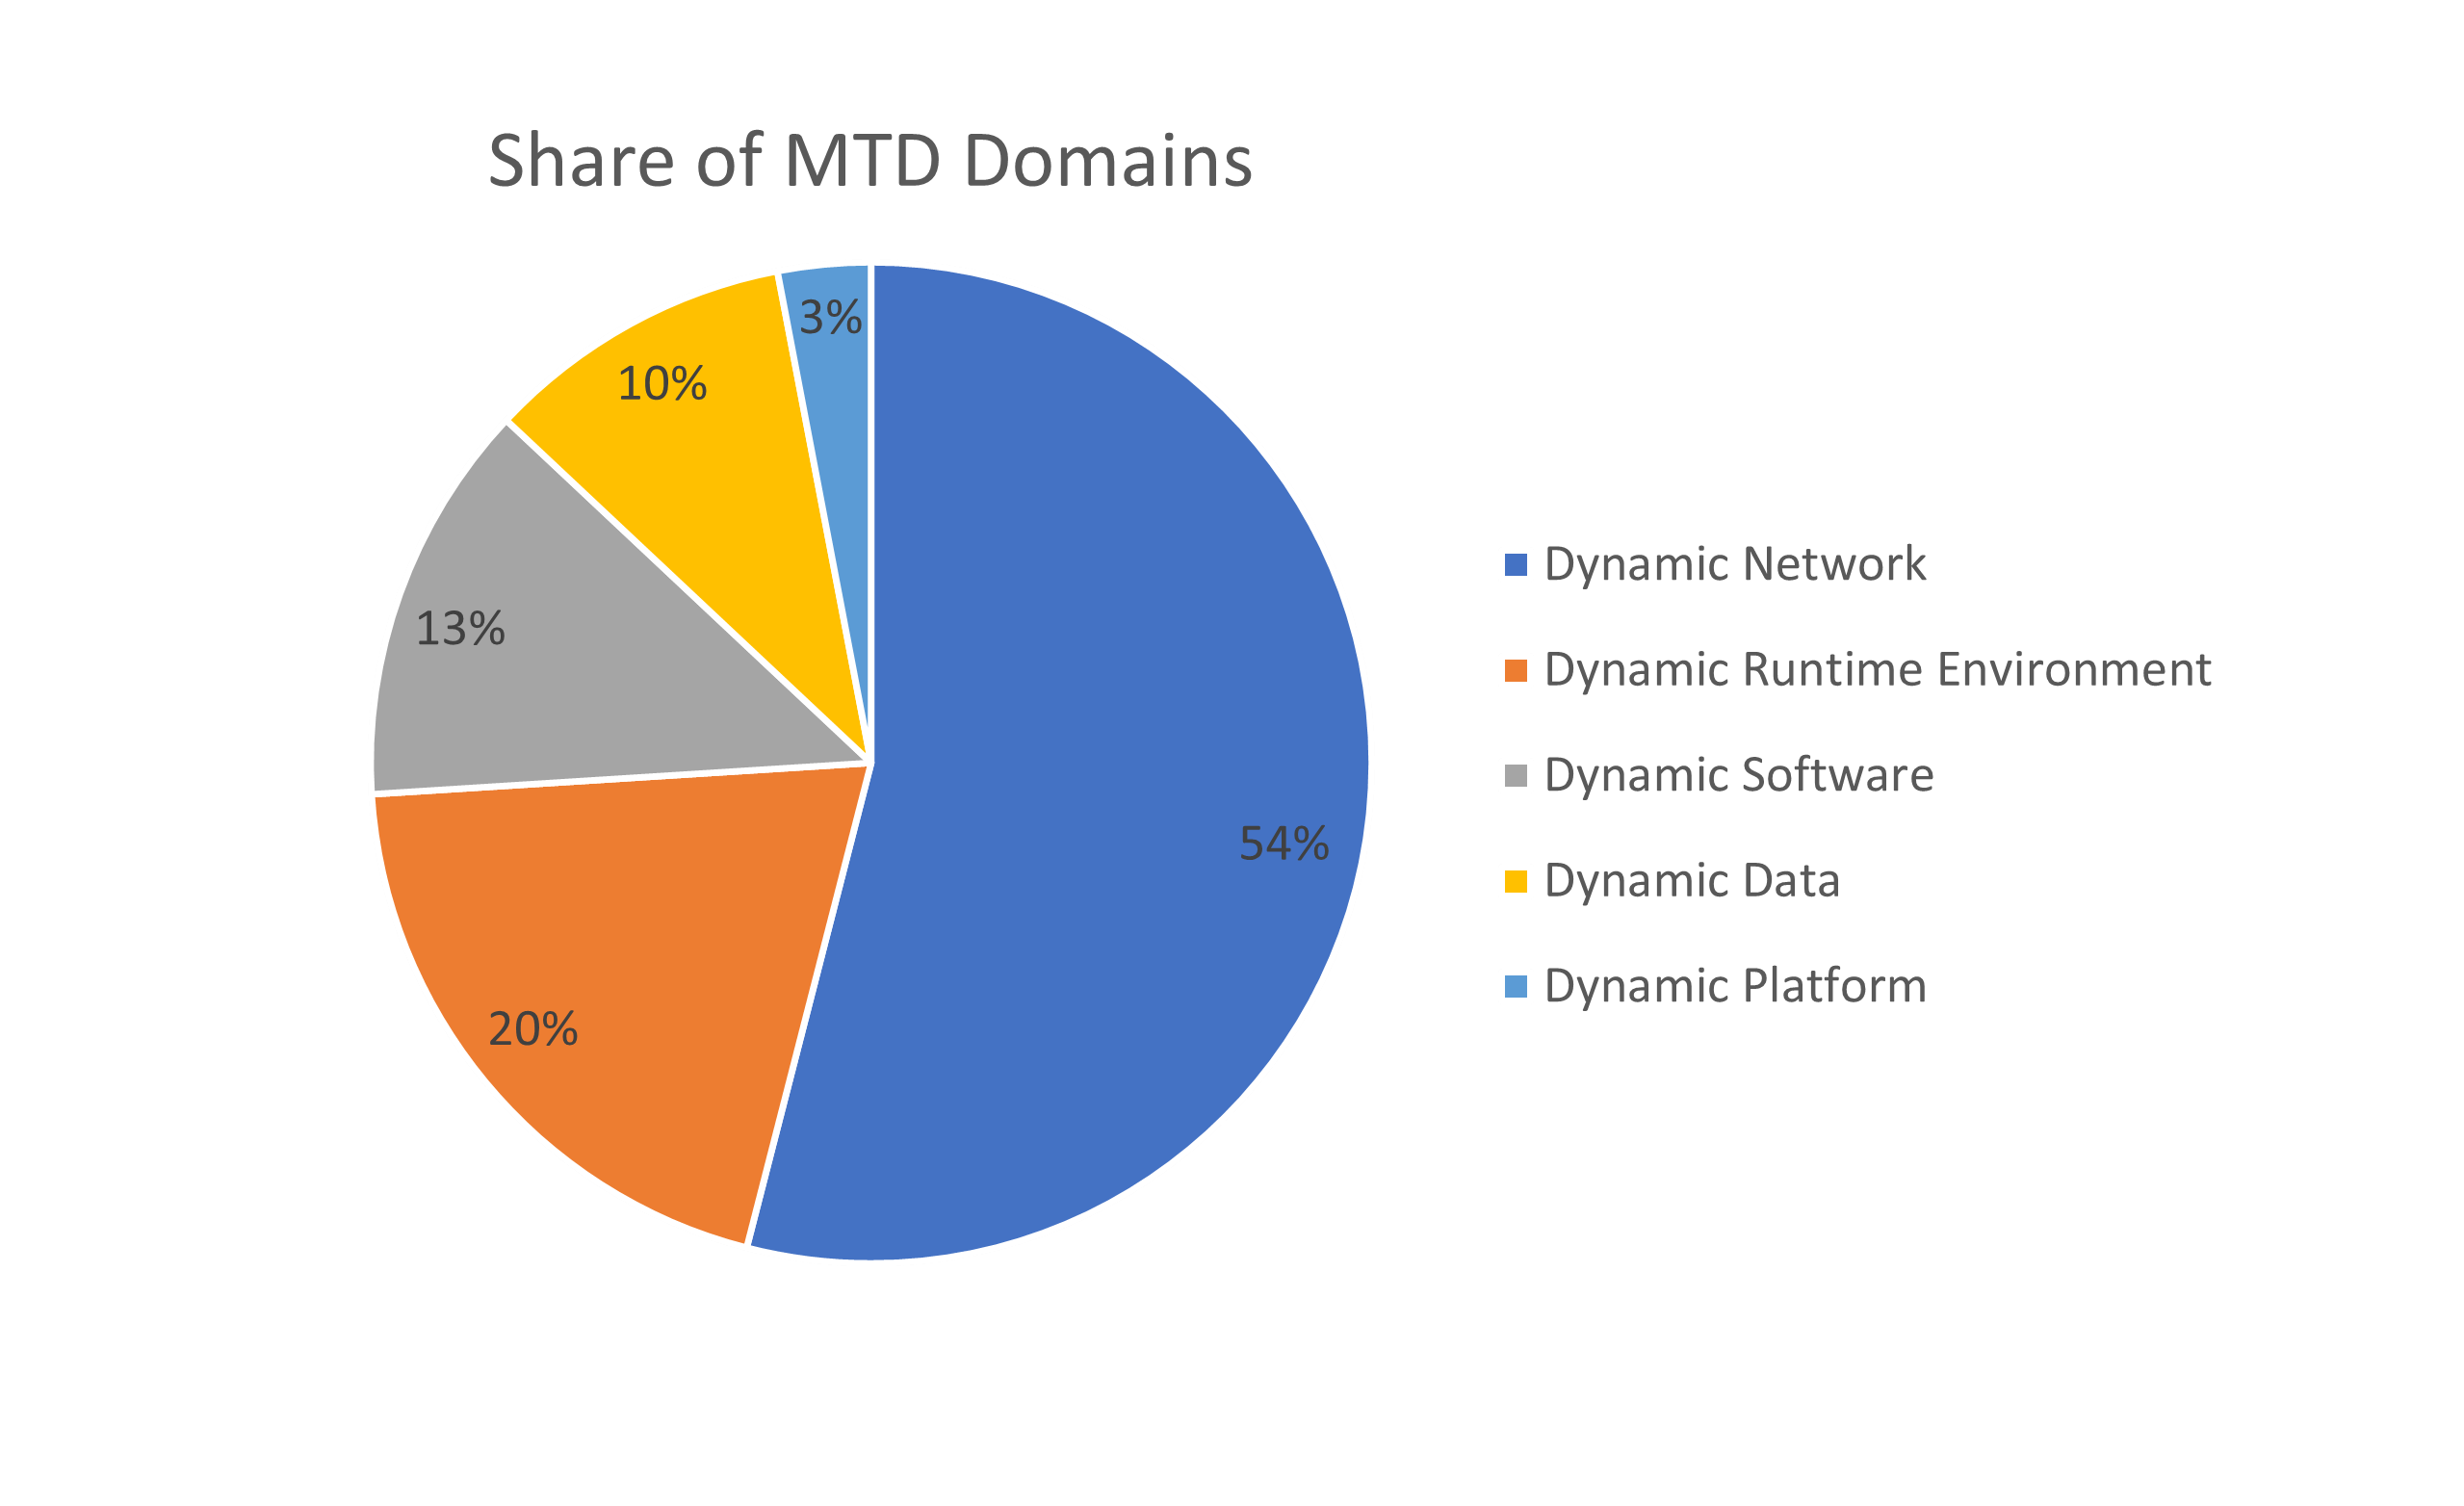 Share of MTD Domains
3%
10%
13%
54%
20%
Dynamic Network
Dynamic Runtime Environment
Dynamic Software
Dynamic Data
Dynamic Platform